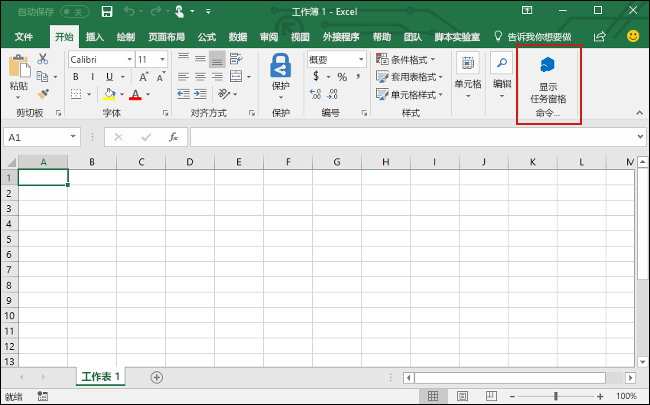 自动保存 关 工作簿 1 - Excel
文件 开始 插入 绘制 页面布局 公式 数据 审阅 视图 外接程序 帮助 团队 脚本实验室 告诉我你想要做
粘贴
剪贴板
Calibri 11
B I U A A
A
字体
对齐方式
保护
保护
概要
$ % ,
.0 .00
编号
条件格式
套用表格式
单元格样式
样式
单元格
编辑
显示
任务窗格
命令...
A1 fx
A B C D E F G H I J K L M
1
2
3
4
5
6
7
8
9
10
11
12
13
工作表 1
就绪 100%